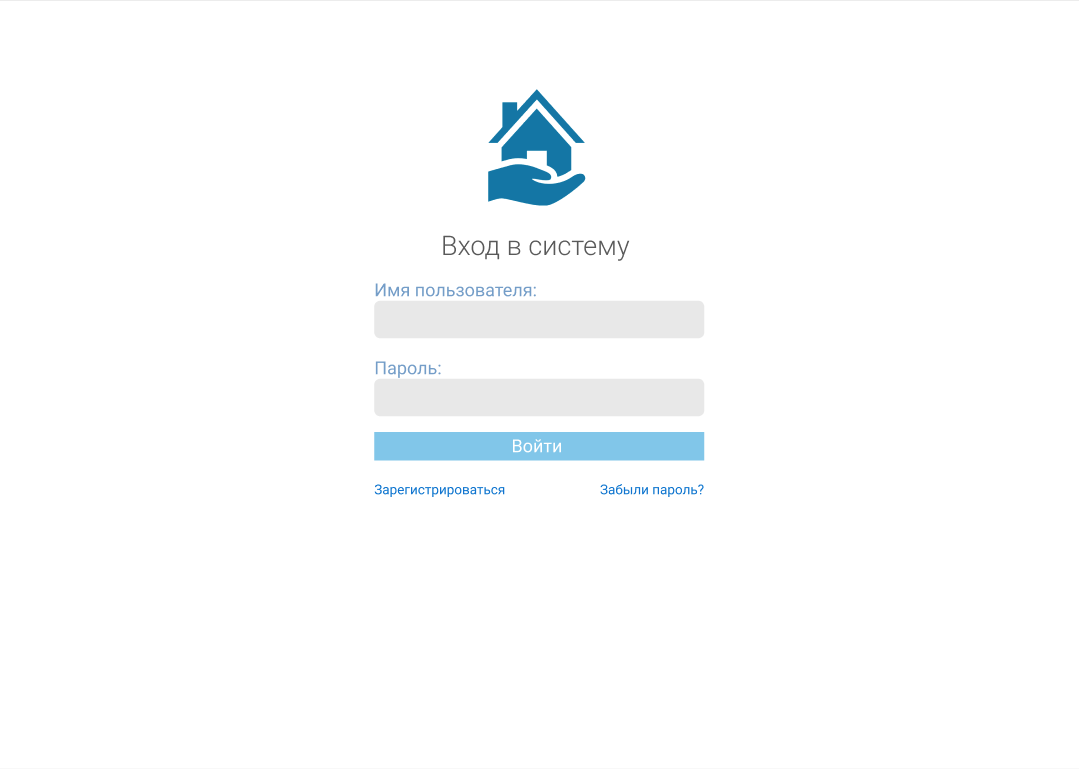 Вход в систему
Имя пользователя:
Пароль:
Войти
Зарегистрироваться
Забыли пароль?